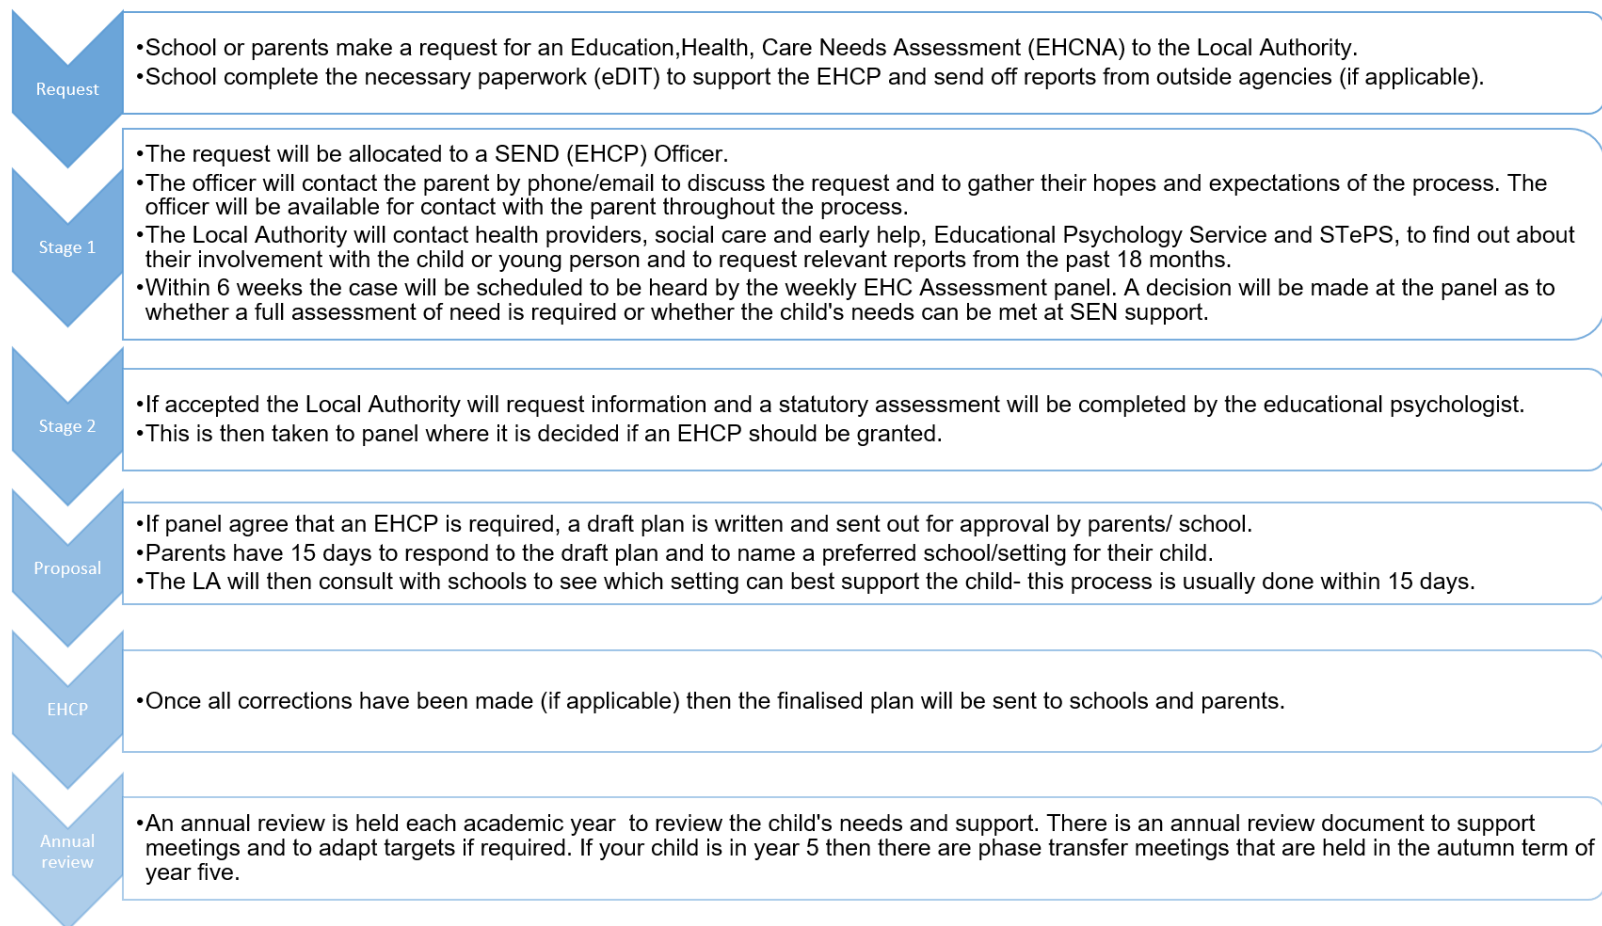 Request
•School or parents make a request for an Education,Health, Care Needs Assessment (EHCNA) to the Local Authority.
•School complete the necessary paperwork (eDIT) to support the EHCP and send off reports from outside agencies (if applicable).
Stage 1
•The request will be allocated to a SEND (EHCP) Officer.
•The officer will contact the parent by phone/email to discuss the request and to gather their hopes and expectations of the process. The
officer will be available for contact with the parent throughout the process.
•The Local Authority will contact health providers, social care and early help, Educational Psychology Service and STePS, to find out about
their involvement with the child or young person and to request relevant reports from the past 18 months.
•Within 6 weeks the case will be scheduled to be heard by the weekly EHC Assessment panel. A decision will be made at the panel as to
whether a full assessment of need is required or whether the child's needs can be met at SEN support.
Stage 2
•If accepted the Local Authority will request information and a statutory assessment will be completed by the educational psychologist.
•This is then taken to panel where it is decided if an EHCP should be granted.
Proposal
•If panel agree that an EHCP is required, a draft plan is written and sent out for approval by parents/ school.
•Parents have 15 days to respond to the draft plan and to name a preferred school/setting for their child.
•The LA will then consult with schools to see which setting can best support the child- this process is usually done within 15 days.
EHCP
•Once all corrections have been made (if applicable) then the finalised plan will be sent to schools and parents.
Annual
review
•An annual review is held each academic year  to review the child's needs and support. There is an annual review document to support
meetings and to adapt targets if required. If your child is in year 5 then there are phase transfer meetings that are held in the autumn term of
year five.